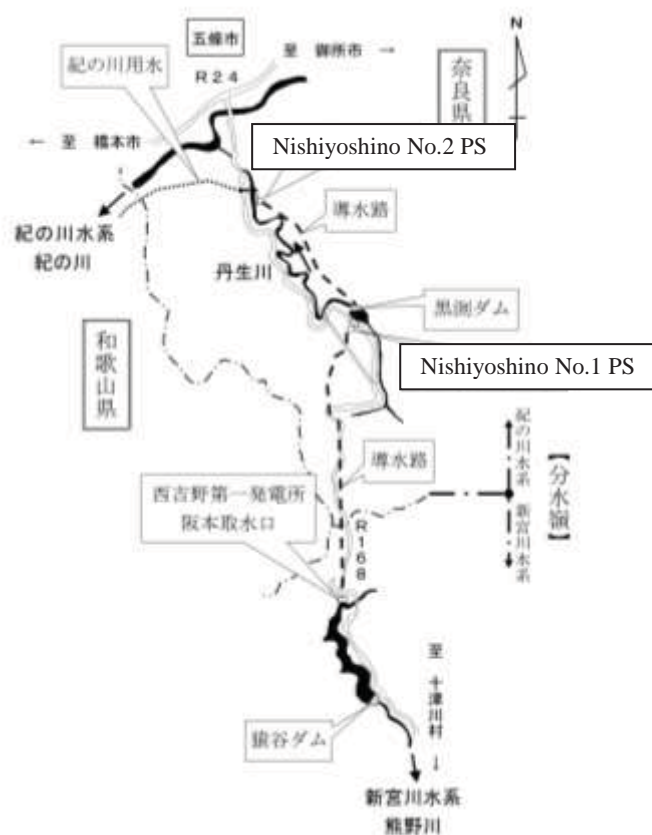 五條市
至 御所市 →
N
紀の川用水
R24
奈良県
← 至 橋本市
Nishiyoshino No.2 PS
導水路
紀の川水系
紀の川
丹生川
黒渕ダム
和歌山県
Nishiyoshino No.1 PS
紀の川水系
新宮川水系
【分水嶺】
導水路
西吉野第一発電所
阪本取水口
R168
至 十津川村 →
猿谷ダム
新宮川水系
熊野川